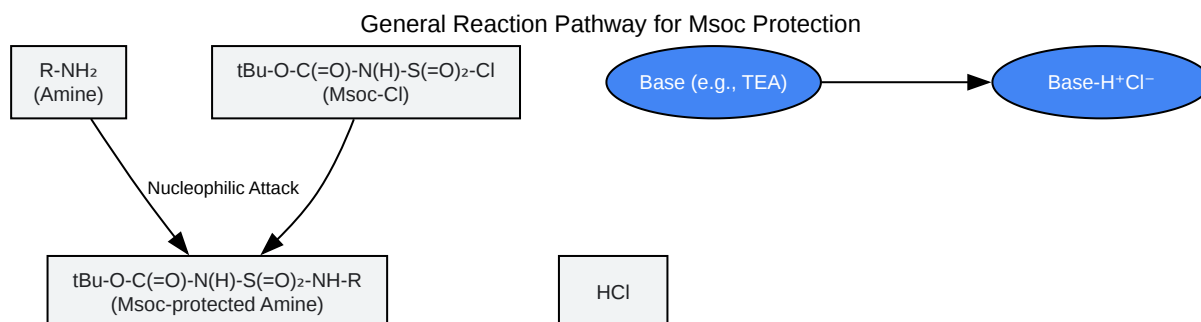 General Reaction Pathway for Msoc Protection
R-NH₂
(Amine)
tBu-O-C(=O)-N(H)-S(=O)₂-Cl
(Msoc-Cl)
Base (e.g., TEA)
Base-H⁺Cl⁻
Nucleophilic Attack
tBu-O-C(=O)-N(H)-S(=O)₂-NH-R
(Msoc-protected Amine)
HCl